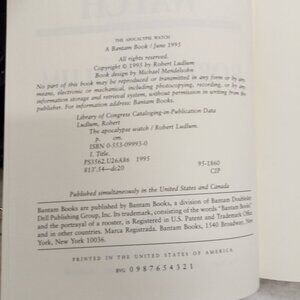 THE APOCALYPSE WATCH
A Bantam Book / June 1995
All rights reserved.
Copyright © 1995 by Robert Ludlum
Book design by Michael Mendelsohn
No part of this book may be reproduced or transmitted in any form or by any
means, electronic or mechanical, including photocopying, recording, or by any
information storage and retrieval system, without permission in writing from the
publisher. For information address: Bantam Books.
Library of Congress Cataloging-in-Publication Data
Ludlum, Robert
The apocalypse watch / Robert Ludlum.
p. cm.
ISBN 0-553-09993-0
I. Title.
PS3562.U26A86 1995
813'.54—dc20 95-1860
CIP
Published simultaneously in the United States and Canada
Bantam Books are published by Bantam Books, a division of Bantam Doubleday
Dell Publishing Group, Inc. Its trademark, consisting of the words "Bantam Books"
and the portrayal of a rooster, is Registered in U.S. Patent and Trademark Office
and in other countries. Marca Registrada. Bantam Books, 1540 Broadway, New
York, New York 10036.
PRINTED IN THE UNITED STATES OF AMERICA
BVG 0 9 8 7 6 5 4 3 2 1